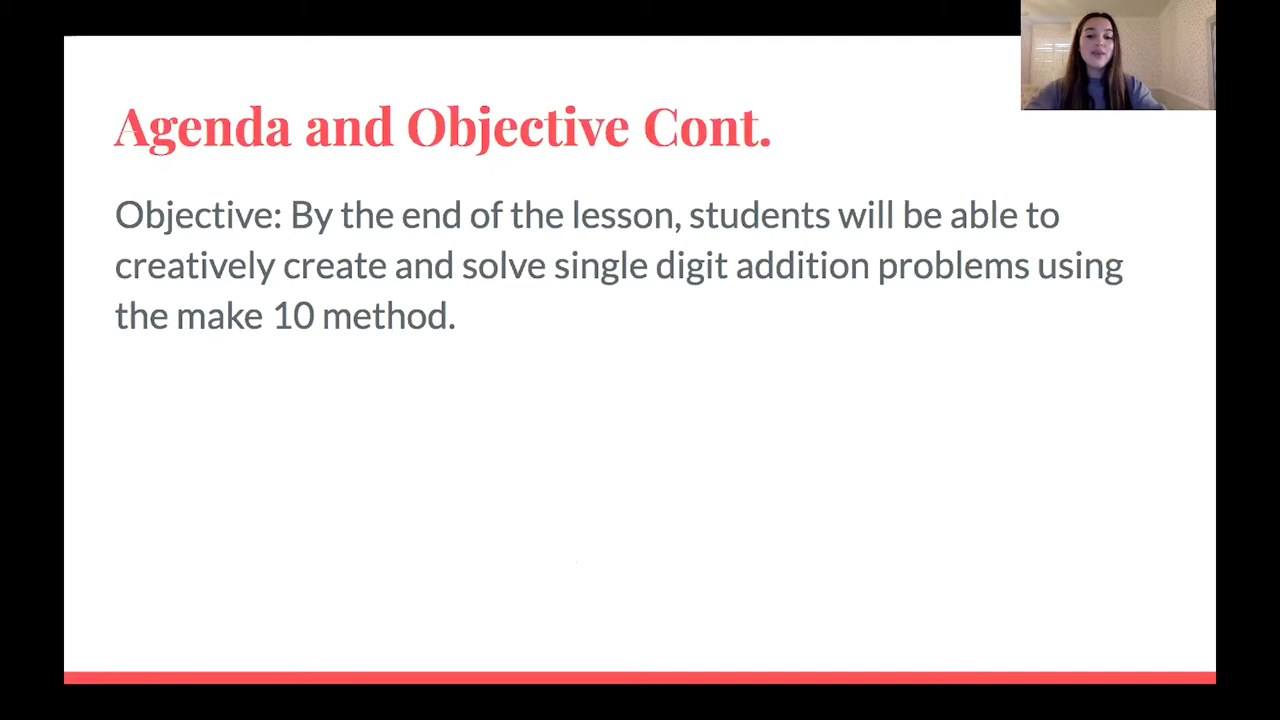 Agenda and Objective Cont.
Objective: By the end of the lesson, students will be able to
creatively create and solve single digit addition problems using
the make 10 method.